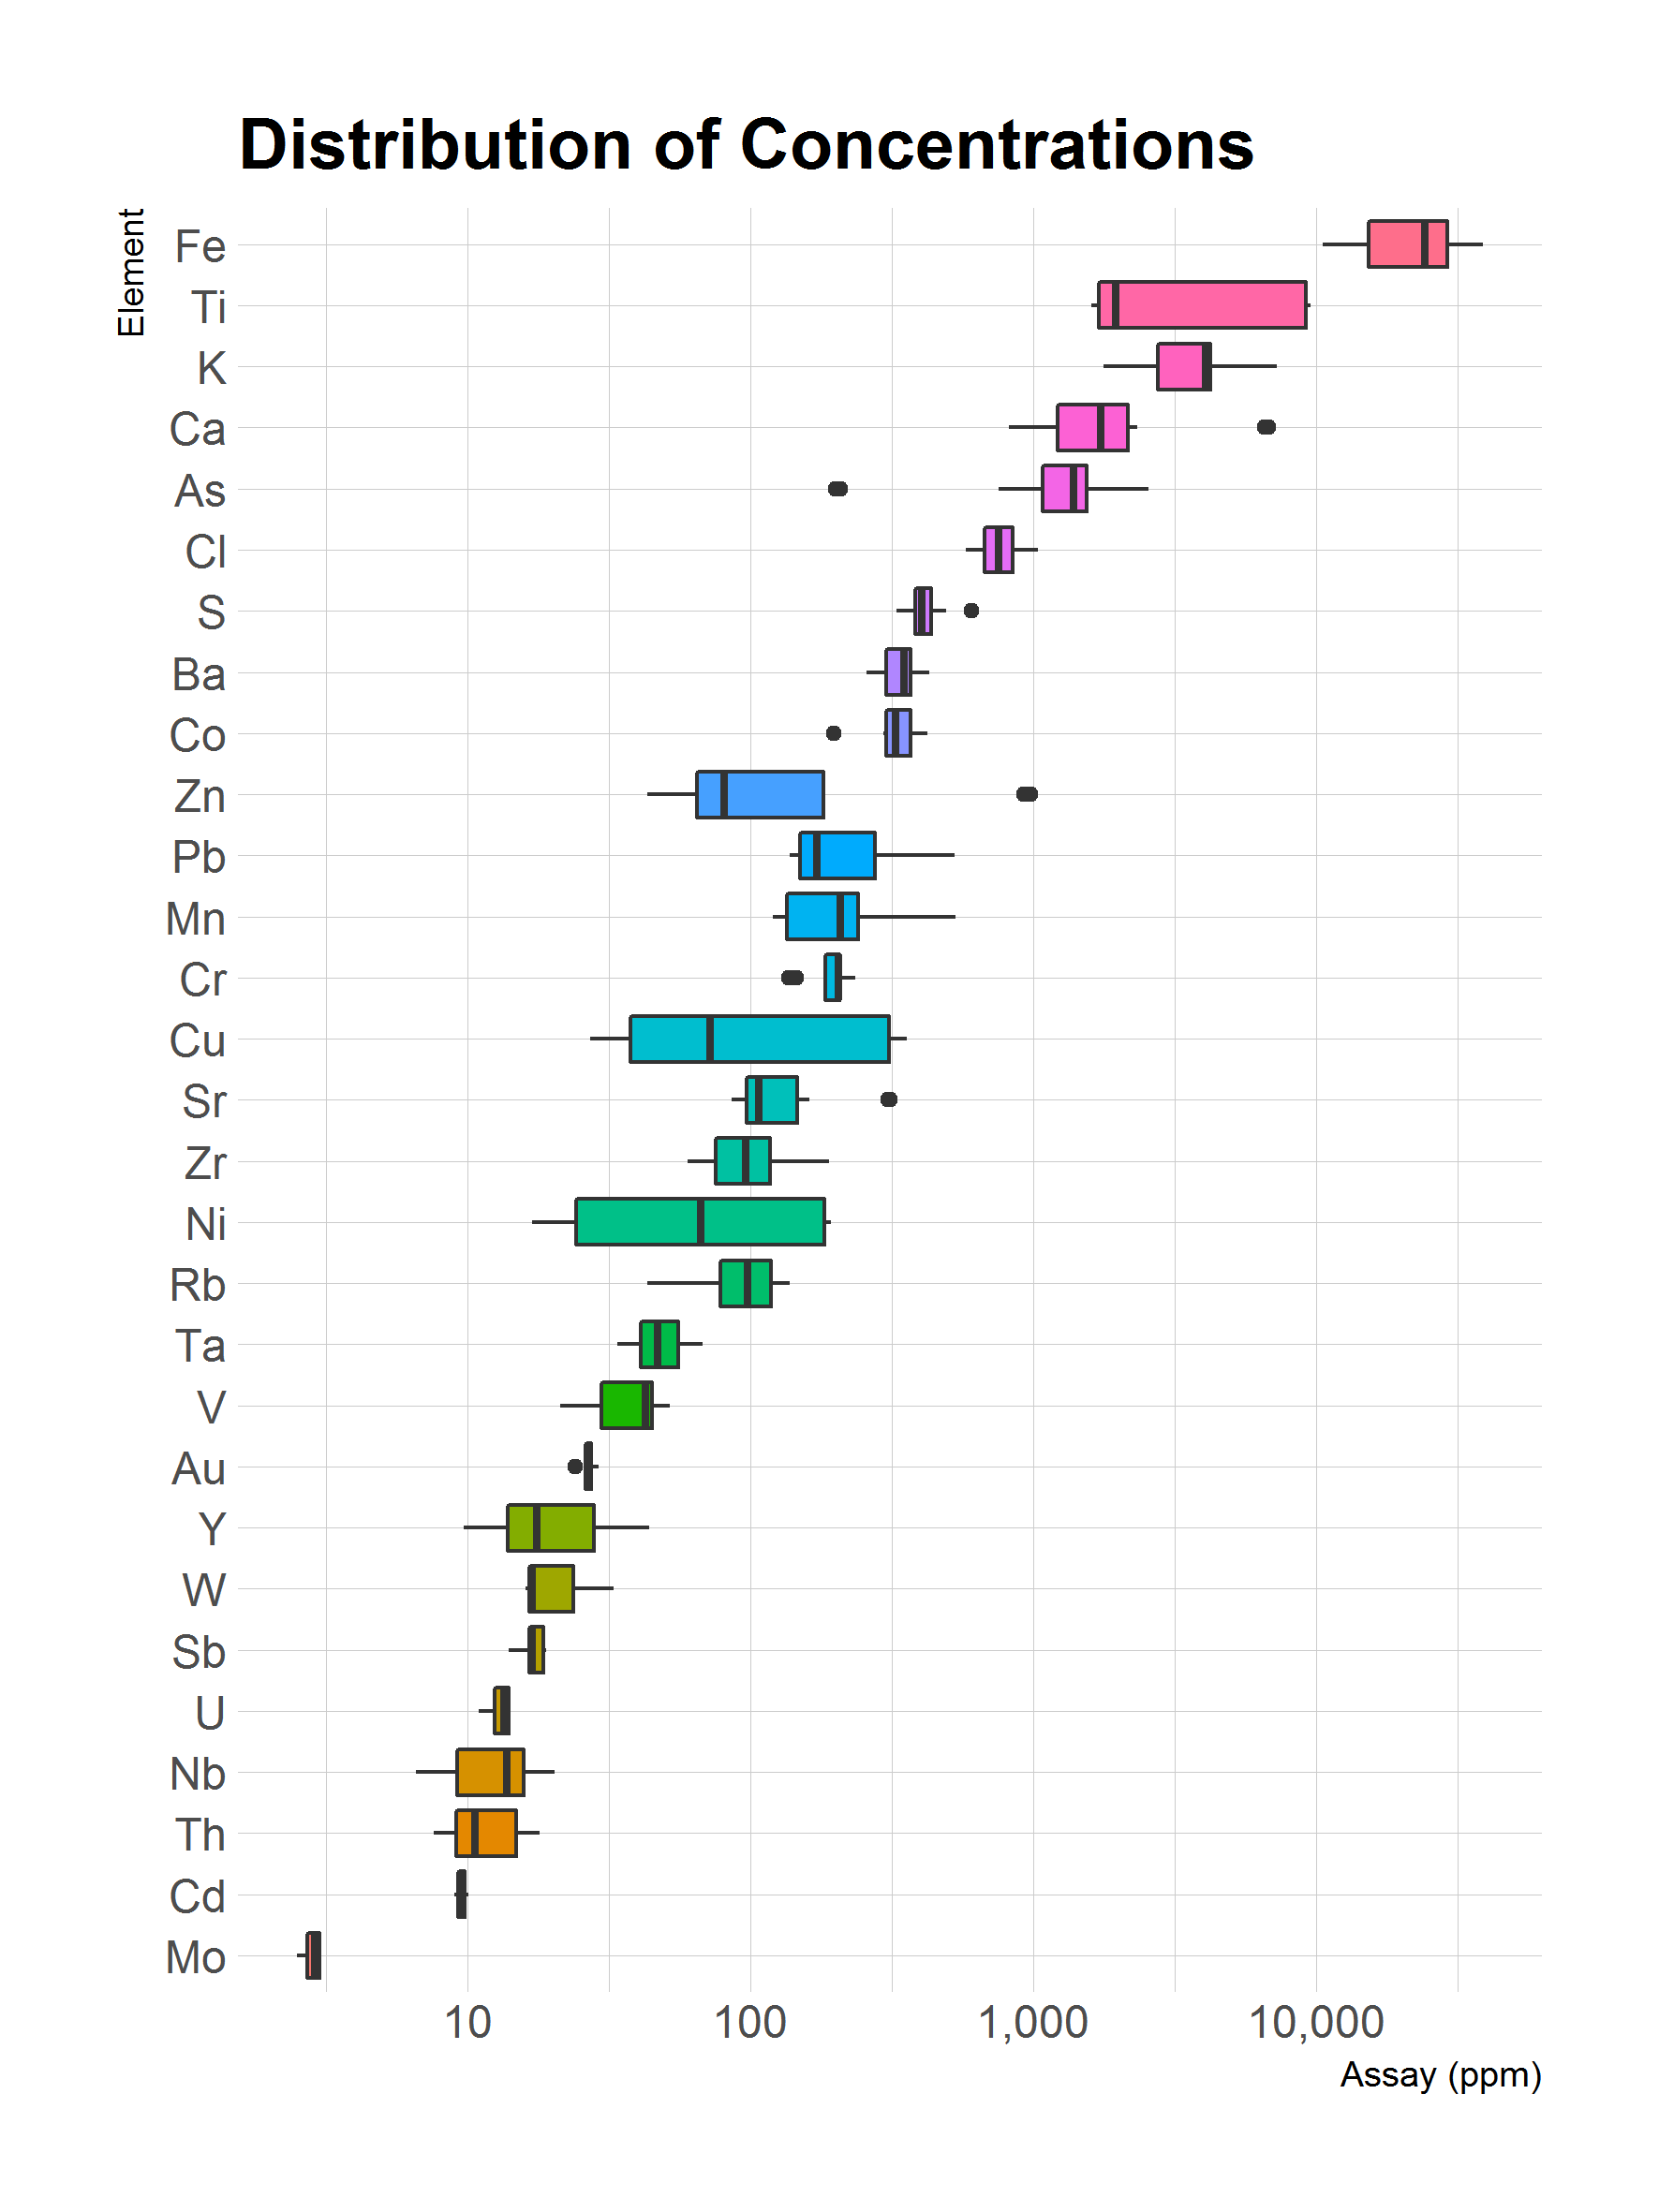 Distribution of Concentrations
Element
Fe
Ti
K
Ca
As
Cl
S
Ba
Co
Zn
Pb
Mn
Cr
Cu
Sr
Zr
Ni
Rb
Ta
V
Au
Y
W
Sb
U
Nb
Th
Cd
Mo
10 100 1,000 10,000
Assay (ppm)